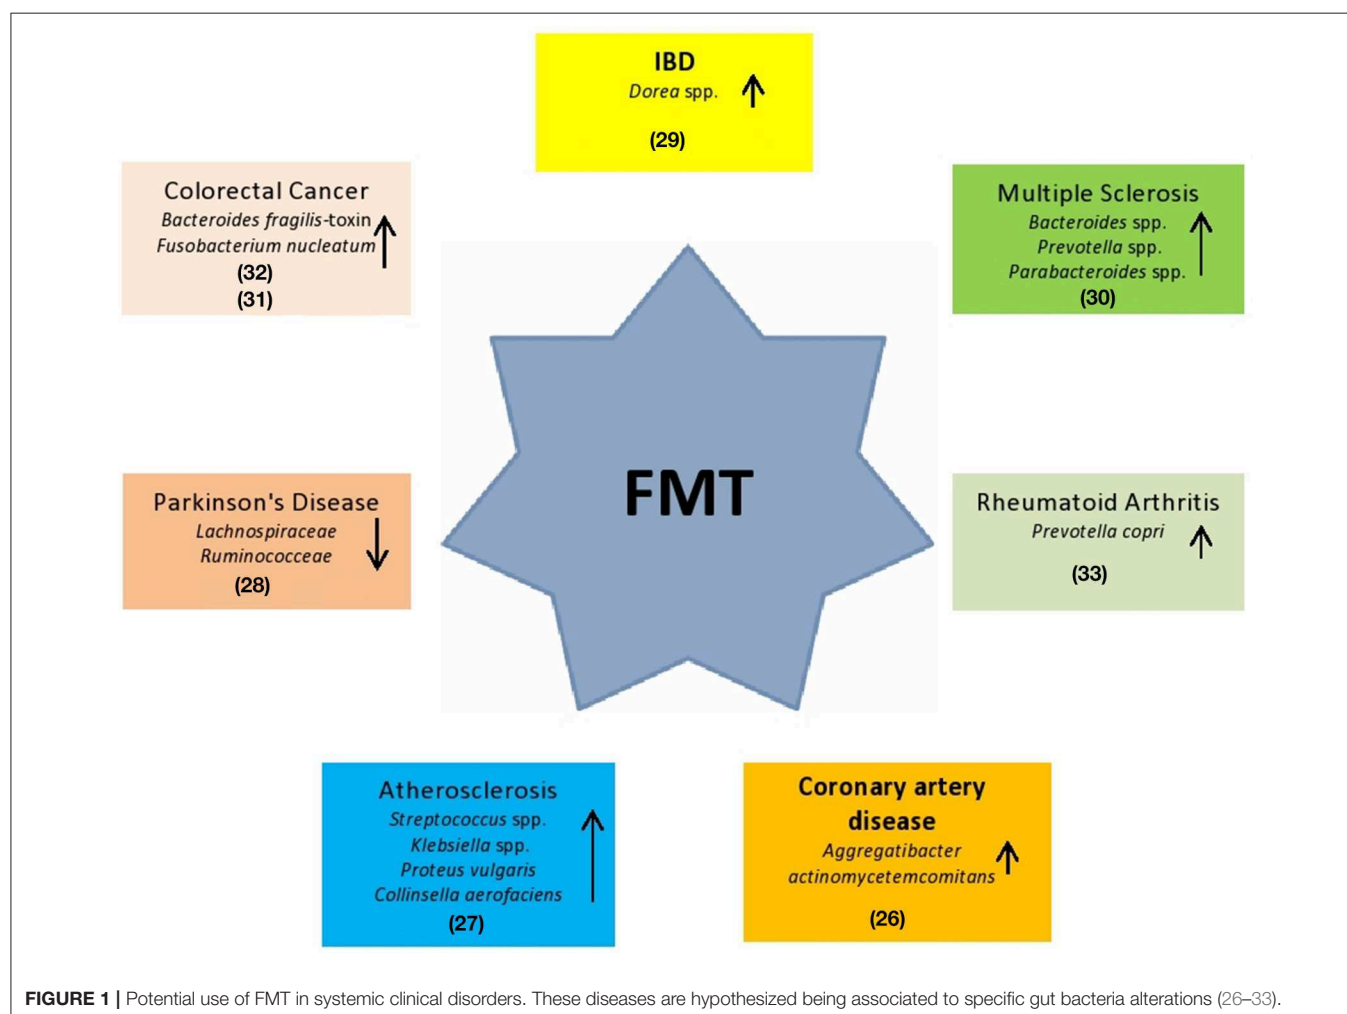 IBD
Dorea spp.
(29)
Colorectal Cancer
Bacteroides fragilis-toxin
Fusobacterium nucleatum
(32)
(31)
Multiple Sclerosis
Bacteroides spp.
Prevotella spp.
Parabacteroides spp.
(30)
FMT
Parkinson's Disease
Lachnospiraceae
Ruminococceae
(28)
Rheumatoid Arthritis
Prevotella copri
(33)
Atherosclerosis
Streptococcus spp.
Klebsiella spp.
Proteus vulgaris
Collinsella aerofaciens
(27)
Coronary artery
disease
Aggregatibacter
actinomycetemcomitans
(26)
FIGURE 1 | Potential use of FMT in systemic clinical disorders. These diseases are hypothesized being associated to specific gut bacteria alterations (26–33).